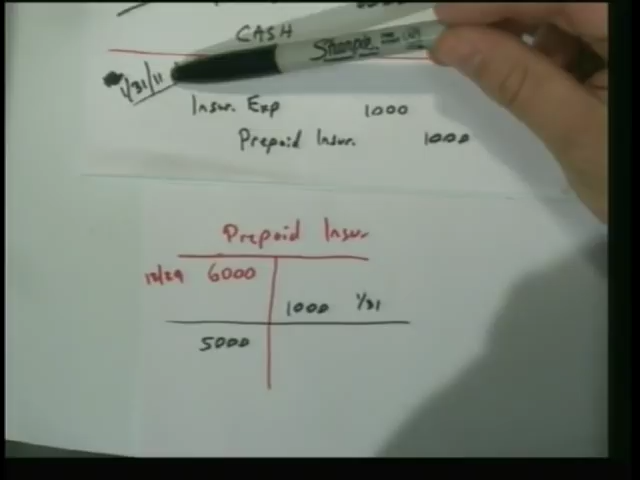 CASH
Sharpie
1/31/11
Insur. Exp 1000
Prepaid Insur. 1000
Prepaid Insur
12/29 6000
1000 1/31
5000